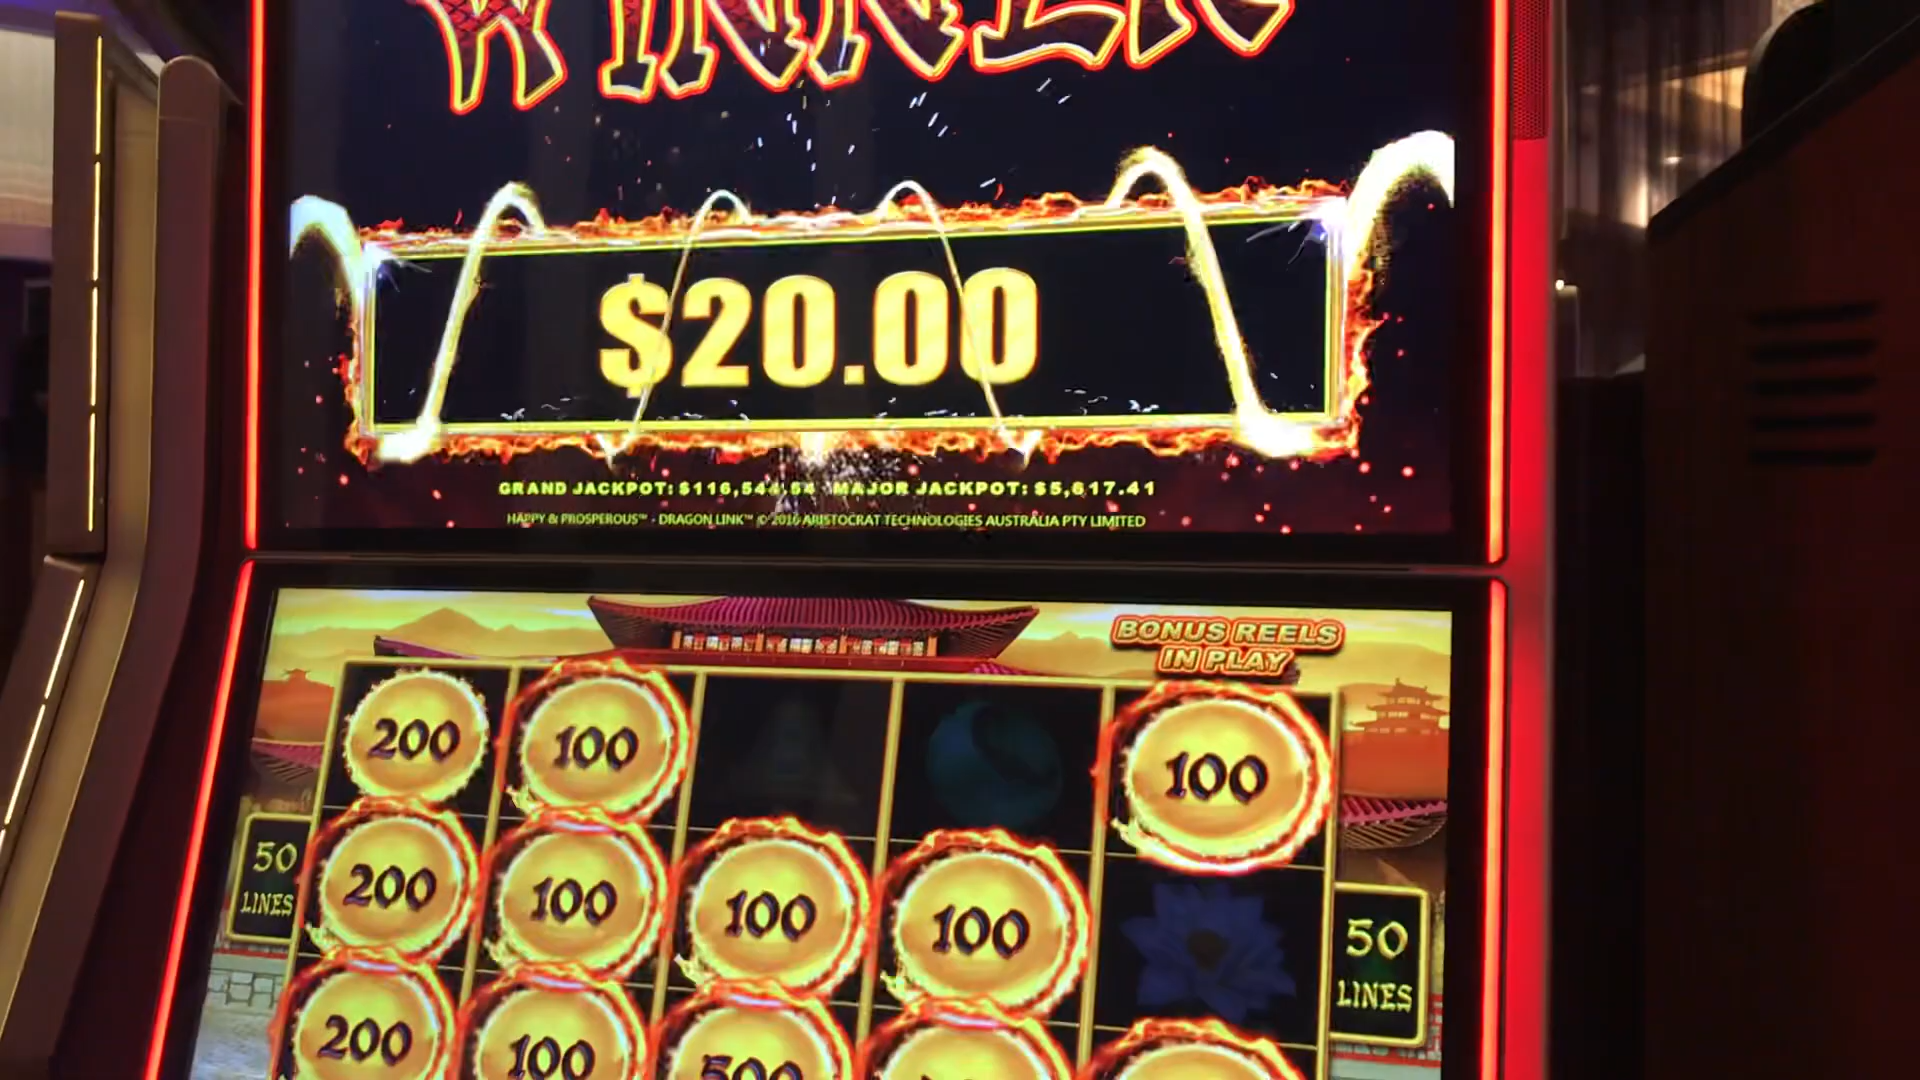 WINNER
$20.00
GRAND JACKPOT: $116,544.54 MAJOR JACKPOT: $5,617.41
HAPPY & PROSPEROUS™ - DRAGON LINK™ © 2016 ARISTOCRAT TECHNOLOGIES AUSTRALIA PTY LIMITED
BONUS REELS
IN PLAY
200 100 100
50
LINES
200 100 100 100
50
LINES
200 100 500